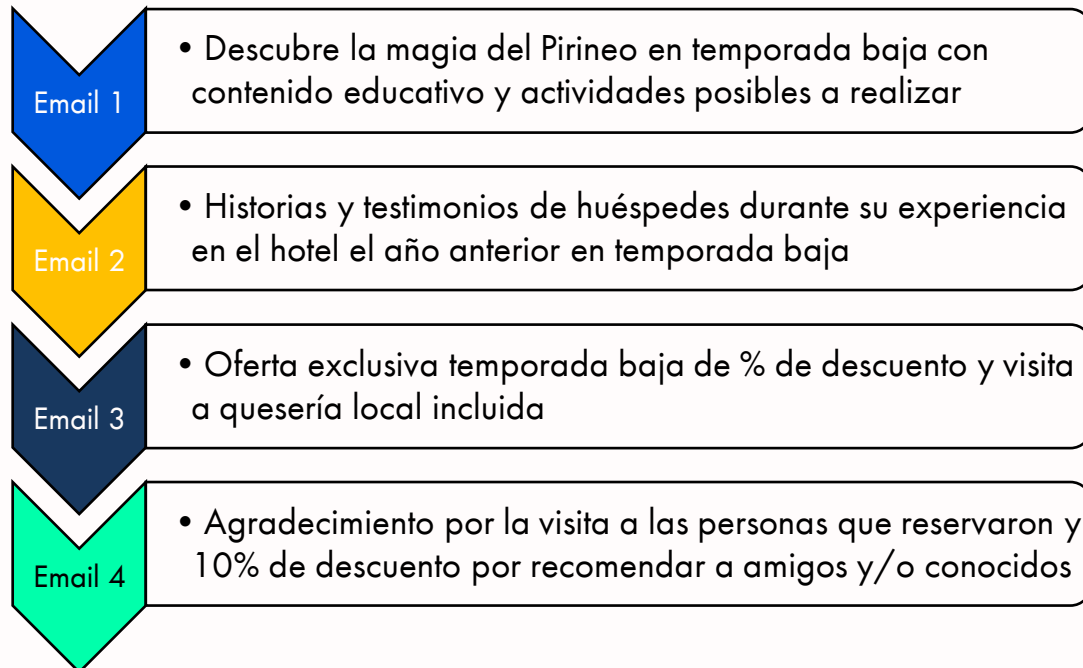 Email 1
• Descubre la magia del Pirineo en temporada baja con
contenido educativo y actividades posibles a realizar
Email 2
• Historias y testimonios de huéspedes durante su experiencia
en el hotel el año anterior en temporada baja
Email 3
• Oferta exclusiva temporada baja de % de descuento y visita
a quesería local incluida
Email 4
• Agradecimiento por la visita a las personas que reservaron y
10% de descuento por recomendar a amigos y/o conocidos